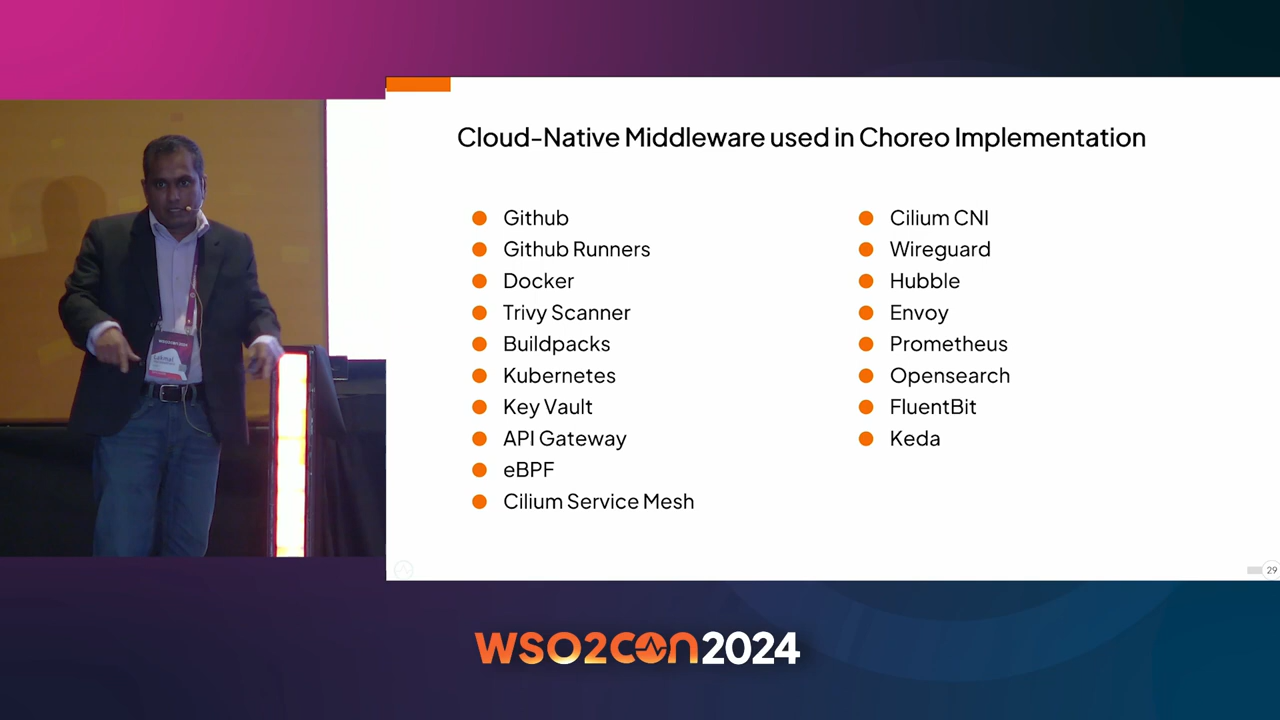 Cloud-Native Middleware used in Choreo Implementation
Github
Github Runners
Docker
Trivy Scanner
Buildpacks
Kubernetes
Key Vault
API Gateway
eBPF
Cilium Service Mesh
Cilium CNI
Wireguard
Hubble
Envoy
Prometheus
Opensearch
FluentBit
Keda
29
Lakmal
WSO2CON2024